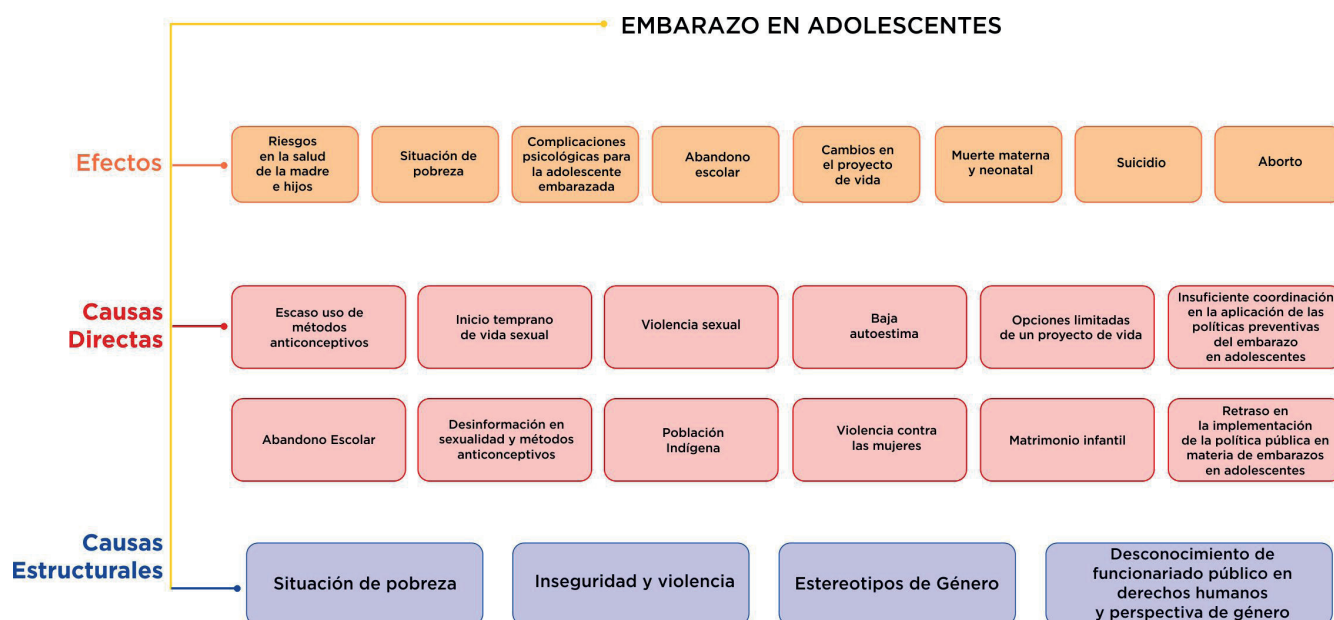 EMBARAZO EN ADOLESCENTES
Efectos
Riesgos
en la salud
de la madre
e hijos
Situación de
pobreza
Complicaciones
psicológicas para
la adolescente
embarazada
Abandono
escolar
Cambios en
el proyecto
de vida
Muerte materna
y neonatal
Suicidio
Aborto
Causas
Directas
Escaso uso de
métodos
anticonceptivos
Inicio temprano
de vida sexual
Violencia sexual
Baja
autoestima
Opciones limitadas
de un proyecto de vida
Insuficiente coordinación
en la aplicación de las
políticas preventivas
del embarazo
en adolescentes
Abandono Escolar
Desinformación en
sexualidad y métodos
anticonceptivos
Población
Indígena
Violencia contra
las mujeres
Matrimonio infantil
Retraso en
la implementación
de la política pública en
materia de embarazos
en adolescentes
Causas
Estructurales
Situación de pobreza
Inseguridad y violencia
Estereotipos de Género
Desconocimiento de
funcionariado público en
derechos humanos
y perspectiva de género